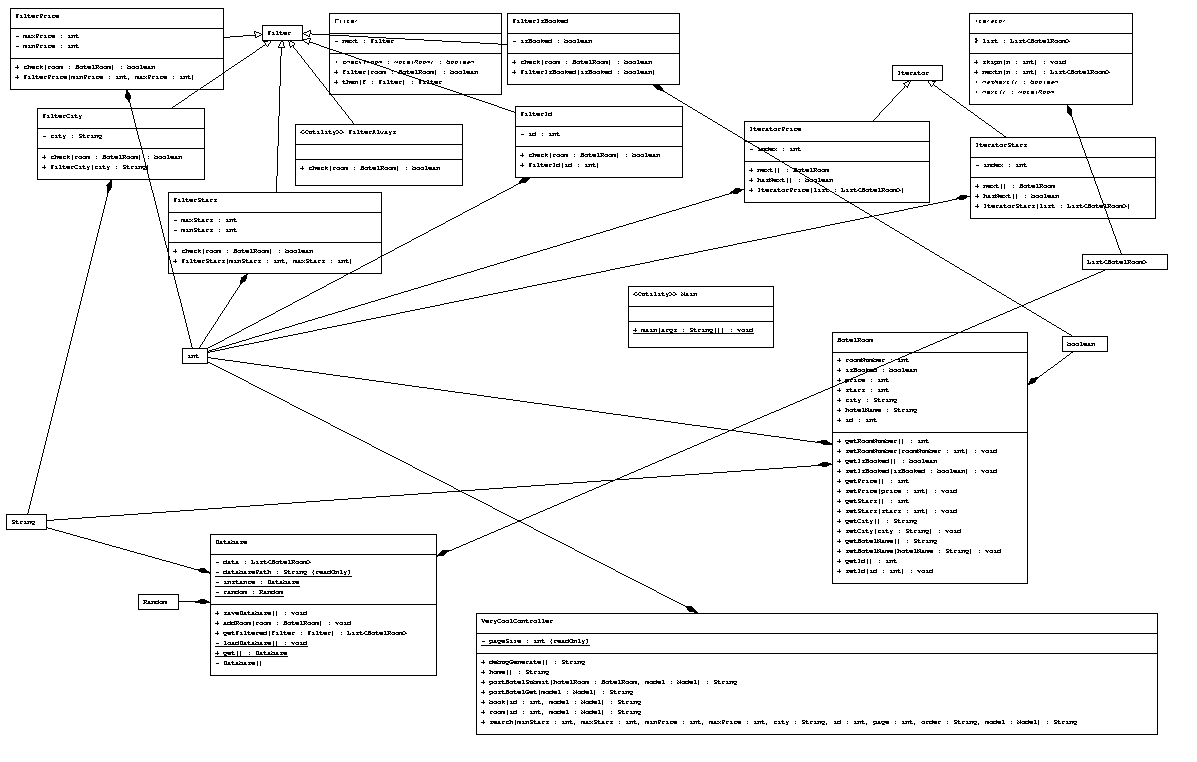 FilterPrice
- maxPrice : int
- minPrice : int
+ check(room : HotelRoom) : boolean
+ FilterPrice(minPrice : int, maxPrice : int)
Filter
Filter
- next : Filter
+ check(room : HotelRoom) : boolean
+ filter(room : HotelRoom) : boolean
+ then(f : Filter) : Filter
FilterIsBooked
- isBooked : boolean
+ check(room : HotelRoom) : boolean
+ FilterIsBooked(isBooked : boolean)
Iterator
# list : List<HotelRoom>
+ skipn(n : int) : void
+ nextn(n : int) : List<HotelRoom>
+ hasNext() : boolean
+ next() : HotelRoom
Iterator
FilterCity
- city : String
+ check(room : HotelRoom) : boolean
+ FilterCity(city : String)
<<Utility>> FilterAlways
+ check(room : HotelRoom) : boolean
FilterId
- id : int
+ check(room : HotelRoom) : boolean
+ FilterId(id : int)
IteratorPrice
- index : int
+ next() : HotelRoom
+ hasNext() : boolean
+ IteratorPrice(list : List<HotelRoom>)
IteratorStars
- index : int
+ next() : HotelRoom
+ hasNext() : boolean
+ IteratorStars(list : List<HotelRoom>)
FilterStars
- maxStars : int
- minStars : int
+ check(room : HotelRoom) : boolean
+ FilterStars(minStars : int, maxStars : int)
List<HotelRoom>
<<Utility>> Main
+ main(args : String[]) : void
int
boolean
HotelRoom
+ roomNumber : int
+ isBooked : boolean
+ price : int
+ stars : int
+ city : String
+ hotelName : String
+ id : int
+ getRoomNumber() : int
+ setRoomNumber(roomNumber : int) : void
+ getIsBooked() : boolean
+ setIsBooked(isBooked : boolean) : void
+ getPrice() : int
+ setPrice(price : int) : void
+ getStars() : int
+ setStars(stars : int) : void
+ getCity() : String
+ setCity(city : String) : void
+ getHotelName() : String
+ setHotelName(hotelName : String) : void
+ getId() : int
+ setId(id : int) : void
String
Database
- data : List<HotelRoom>
- databasePath : String {readOnly}
- instance : Database
- random : Random
+ saveDatabase() : void
+ addRoom(room : HotelRoom) : void
+ getFiltered(filter : Filter) : List<HotelRoom>
- loadDatabase() : void
+ get() : Database
- Database()
Random
VeryCoolController
- pageSize : int {readOnly}
+ debugGenerate() : String
+ home() : String
+ postHotelSubmit(hotelRoom : HotelRoom, model : Model) : String
+ postHotelGet(model : Model) : String
+ book(id : int, model : Model) : String
+ room(id : int, model : Model) : String
+ search(minStars : int, maxStars : int, minPrice : int, maxPrice : int, city : String, id : int, page : int, order : String, model : Model) : String